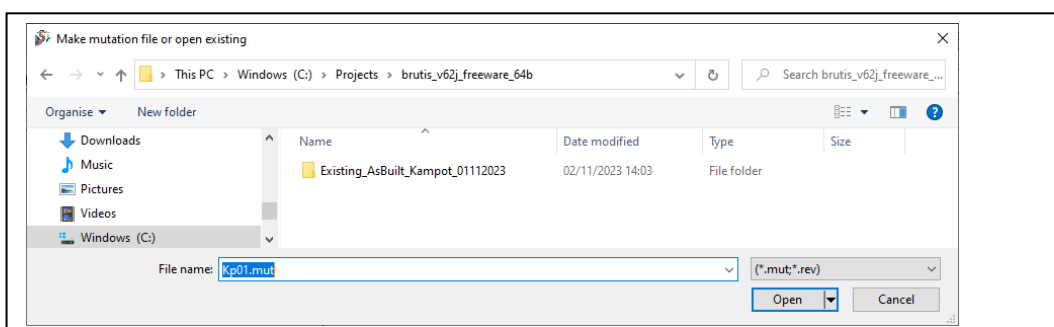 Make mutation file or open existing
This PC > Windows (C:) > Projects > brutis_v62j_freeware_64b
Search brutis_v62j_freeware_...
Organise
New folder
Name
Date modified
Type
Size
Downloads
Music
Pictures
Videos
Windows (C:)
Existing_AsBuilt_Kampot_01112023
02/11/2023 14:03
File folder
File name:
Kp01.mut
(*.mut;*.rev)
Open
Cancel